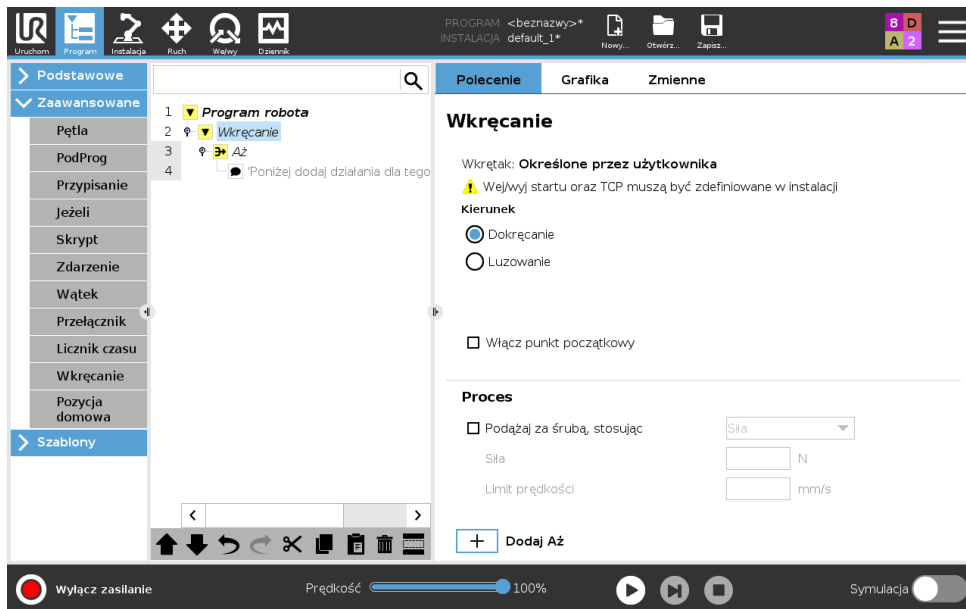 UR
Uruchom
Program
Instalacja
Ruch
We/wy
Dziennik
PROGRAM <beznazwy>*
INSTALACJA default_1*
Nowy...
Otwórz...
Zapisz...
8 D
A 2
Podstawowe
Zaawansowane
Pętla
PodProg
Przypisanie
Jeżeli
Skrypt
Zdarzenie
Wątek
Przełącznik
Licznik czasu
Wkręcanie
Pozycja
domowa
Szablony
1 Program robota
2 Wkręcanie
3 Aż
4 'Poniżej dodaj działania dla tego
Polecenie Grafika Zmienne
Wkręcanie
Wkrętak: Określone przez użytkownika
Wej/wyj startu oraz TCP muszą być zdefiniowane w instalacji
Kierunek
Dokręcanie
Luzowanie
Włącz punkt początkowy
Proces
Podążaj za śrubą, stosując Siła
Siła N
Limit prędkości mm/s
+ Dodaj Aż
Wyłącz zasilanie
Prędkość 100%
Symulacja